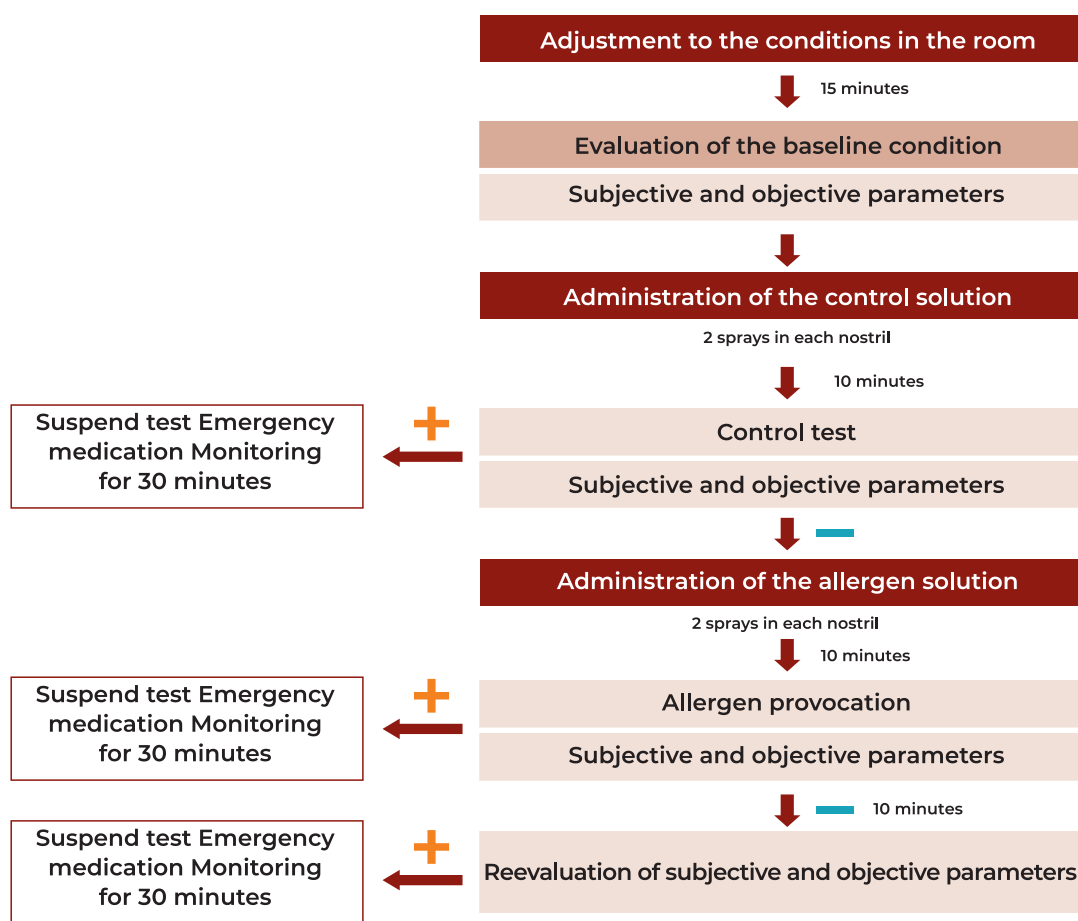 Adjustment to the conditions in the room
15 minutes
Evaluation of the baseline condition
Subjective and objective parameters
Administration of the control solution
2 sprays in each nostril
10 minutes
Suspend test Emergency
medication Monitoring
for 30 minutes
+
Control test
Subjective and objective parameters
–
Administration of the allergen solution
2 sprays in each nostril
10 minutes
Suspend test Emergency
medication Monitoring
for 30 minutes
+
Allergen provocation
Subjective and objective parameters
–
10 minutes
Suspend test Emergency
medication Monitoring
for 30 minutes
+
Reevaluation of subjective and objective parameters